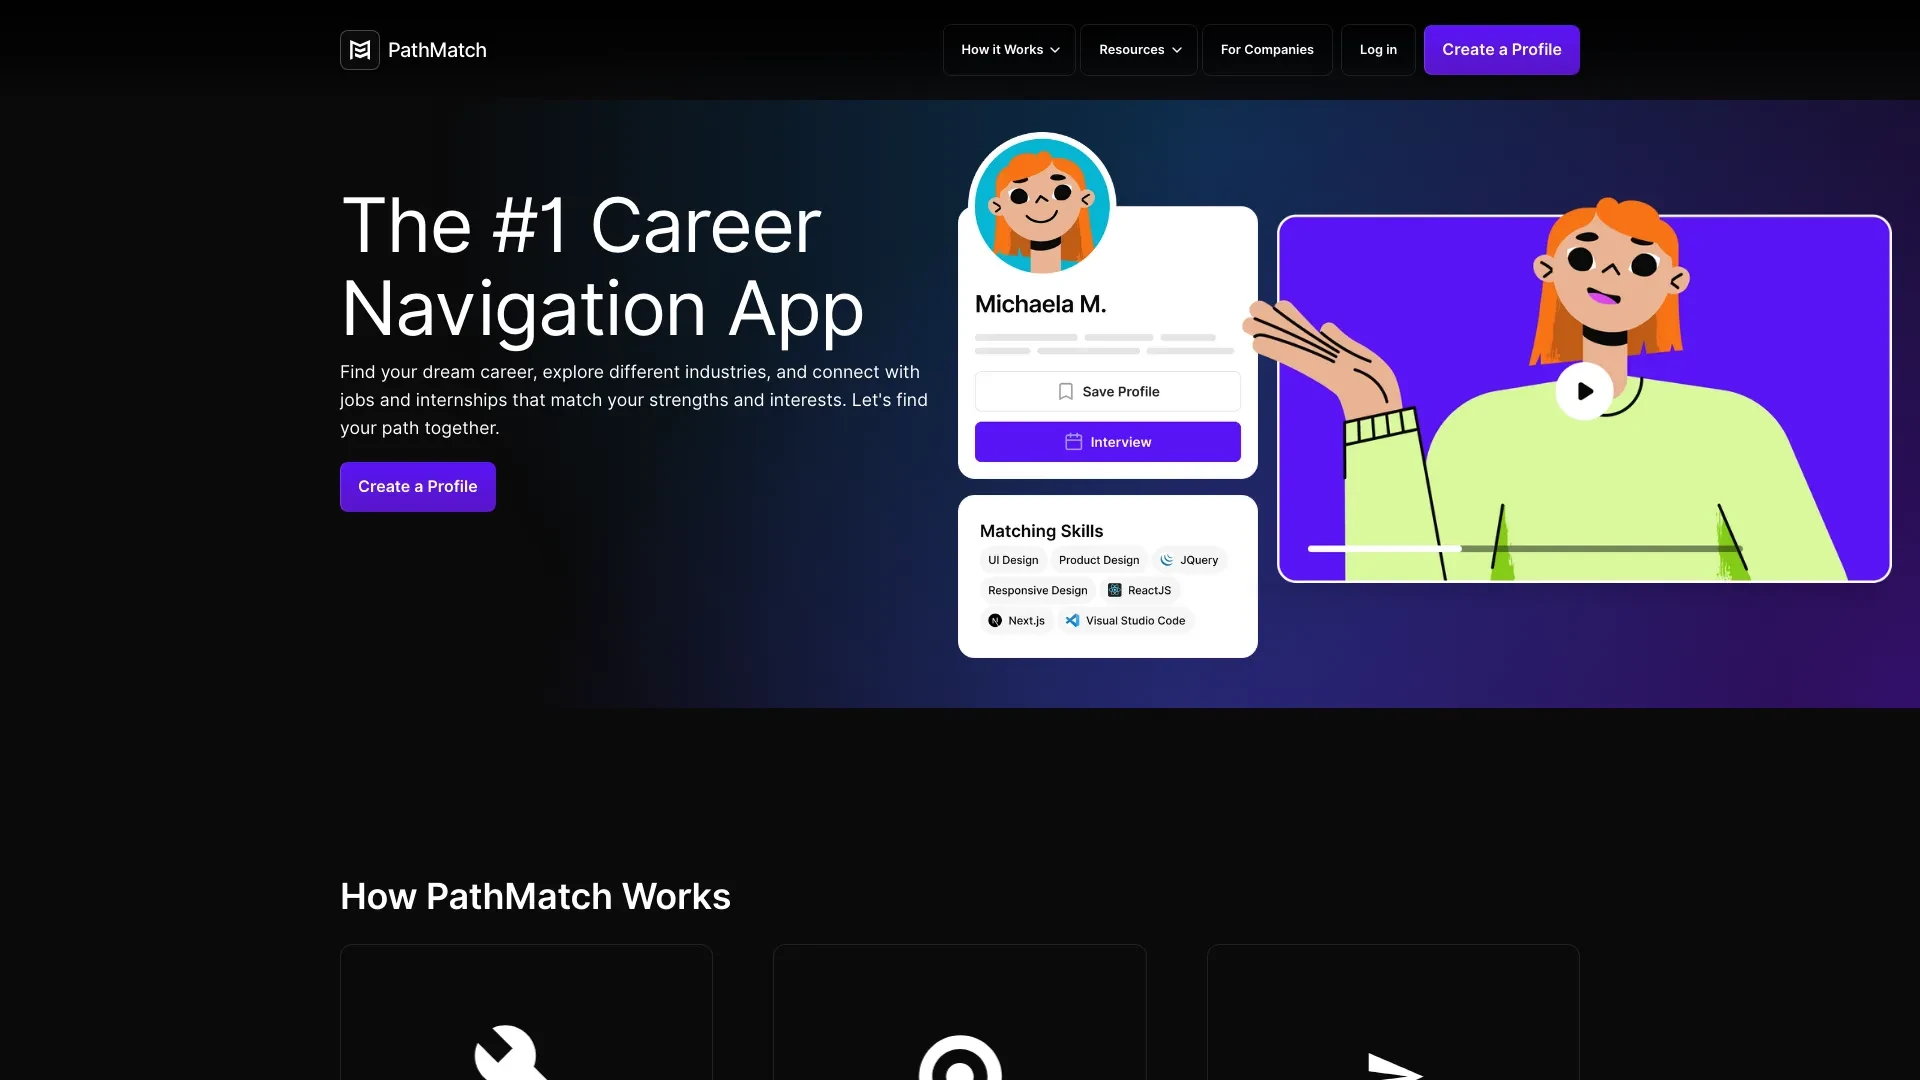 PathMatch
How it Works
Resources
For Companies
Log in
Create a Profile
The #1 Career
Navigation App
Find your dream career, explore different industries, and connect with
jobs and internships that match your strengths and interests. Let's find
your path together.
Create a Profile
Michaela M.
Save Profile
Interview
Matching Skills
UI Design
Product Design
JQuery
Responsive Design
ReactJS
Next.js
Visual Studio Code
How PathMatch Works